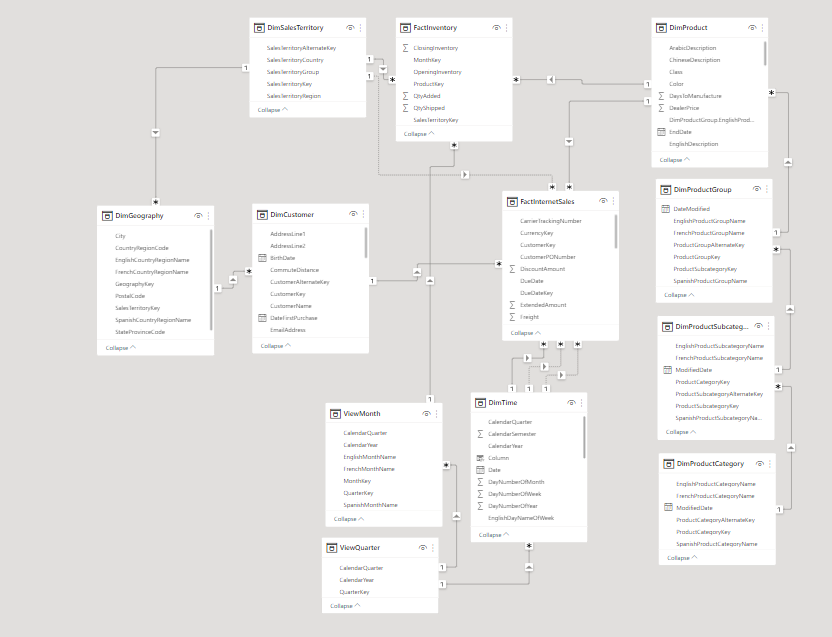 DimSalesTerritory
SalesTerritoryAlternateKey
SalesTerritoryCountry
SalesTerritoryGroup
SalesTerritoryKey
SalesTerritoryRegion
Collapse
FactInventory
ClosingInventory
MonthKey
OpeningInventory
ProductKey
QtyAdded
QtyShipped
SalesTerritoryKey
Collapse
DimProduct
ArabicDescription
ChineseDescription
Class
Color
DaysToManufacture
DealerPrice
DimProductGroup.EnglishProd...
EndDate
EnglishDescription
Collapse
DimGeography
City
CountryRegionCode
EnglishCountryRegionName
FrenchCountryRegionName
GeographyKey
PostalCode
SalesTerritoryKey
SpanishCountryRegionName
StateProvinceCode
Collapse
DimCustomer
AddressLine1
AddressLine2
BirthDate
CommuteDistance
CustomerAlternateKey
CustomerKey
CustomerName
DateFirstPurchase
EmailAddress
Collapse
FactInternetSales
CarrierTrackingNumber
CurrencyKey
CustomerKey
CustomerPONumber
DiscountAmount
DueDate
DueDateKey
ExtendedAmount
Freight
Collapse
DimProductGroup
DateModified
EnglishProductGroupName
FrenchProductGroupName
ProductGroupAlternateKey
ProductGroupKey
ProductSubcategoryKey
SpanishProductGroupName
Collapse
DimProductSubcateg...
EnglishProductSubcategoryName
FrenchProductSubcategoryName
ModifiedDate
ProductCategoryKey
ProductSubcategoryAlternateKey
ProductSubcategoryKey
SpanishProductSubcategoryNa...
Collapse
ViewMonth
CalendarQuarter
CalendarYear
EnglishMonthName
FrenchMonthName
MonthKey
QuarterKey
SpanishMonthName
Collapse
DimTime
CalendarQuarter
CalendarSemester
CalendarYear
Column
Date
DayNumberOfMonth
DayNumberOfWeek
DayNumberOfYear
EnglishDayNameOfWeek
Collapse
DimProductCategory
EnglishProductCategoryName
FrenchProductCategoryName
ModifiedDate
ProductCategoryAlternateKey
ProductCategoryKey
SpanishProductCategoryName
Collapse
ViewQuarter
CalendarQuarter
CalendarYear
QuarterKey
Collapse